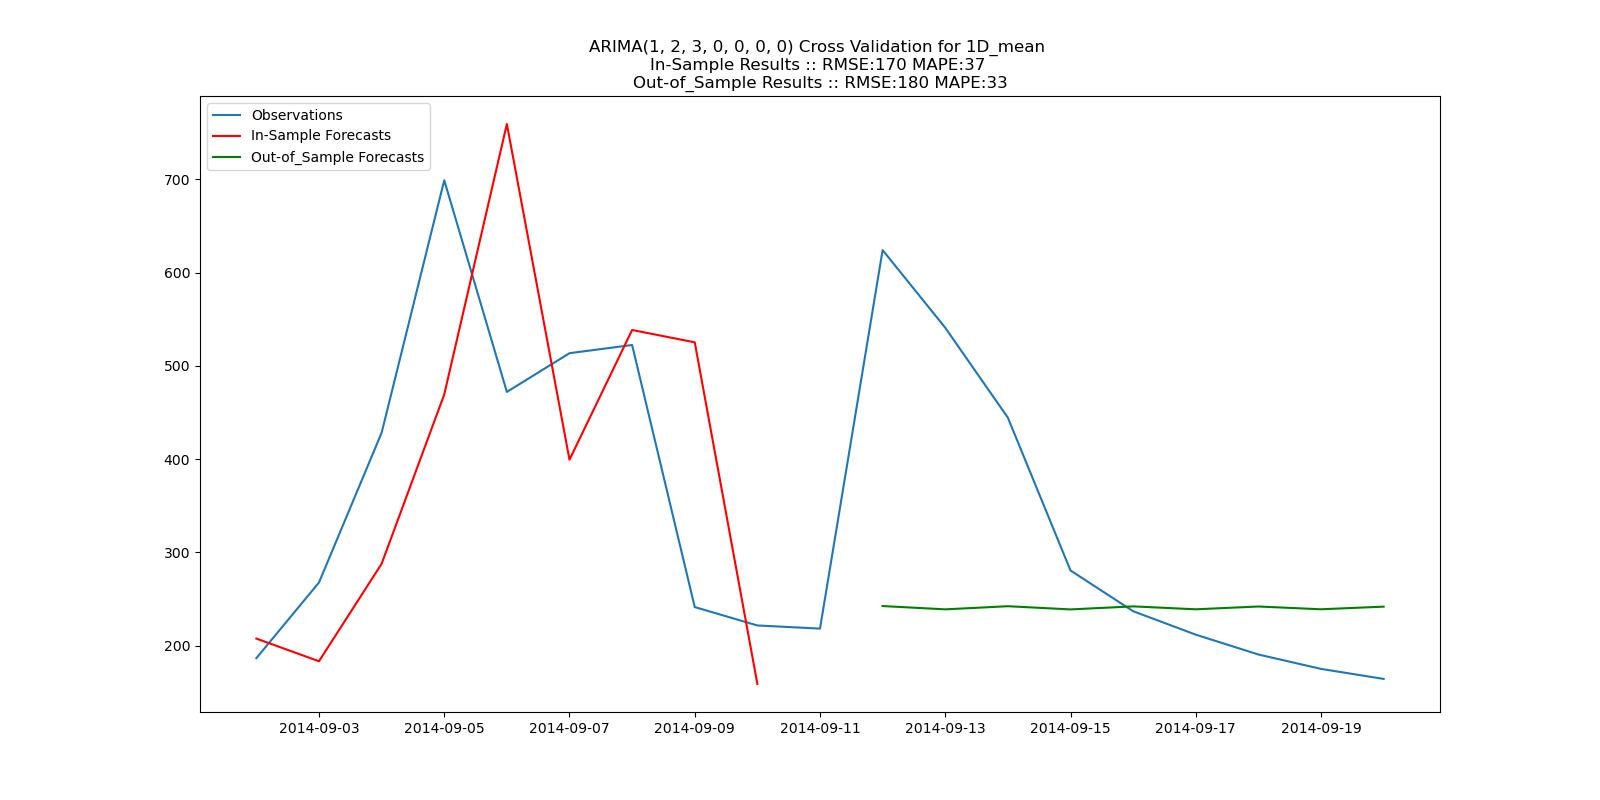 ARIMA(1, 2, 3, 0, 0, 0, 0) Cross Validation for 1D_mean
In-Sample Results :: RMSE:170 MAPE:37
Out-of_Sample Results :: RMSE:180 MAPE:33
Observations
In-Sample Forecasts
Out-of_Sample Forecasts
700
600
500
400
300
200
2014-09-03 2014-09-05 2014-09-07 2014-09-09 2014-09-11 2014-09-13 2014-09-15 2014-09-17 2014-09-19